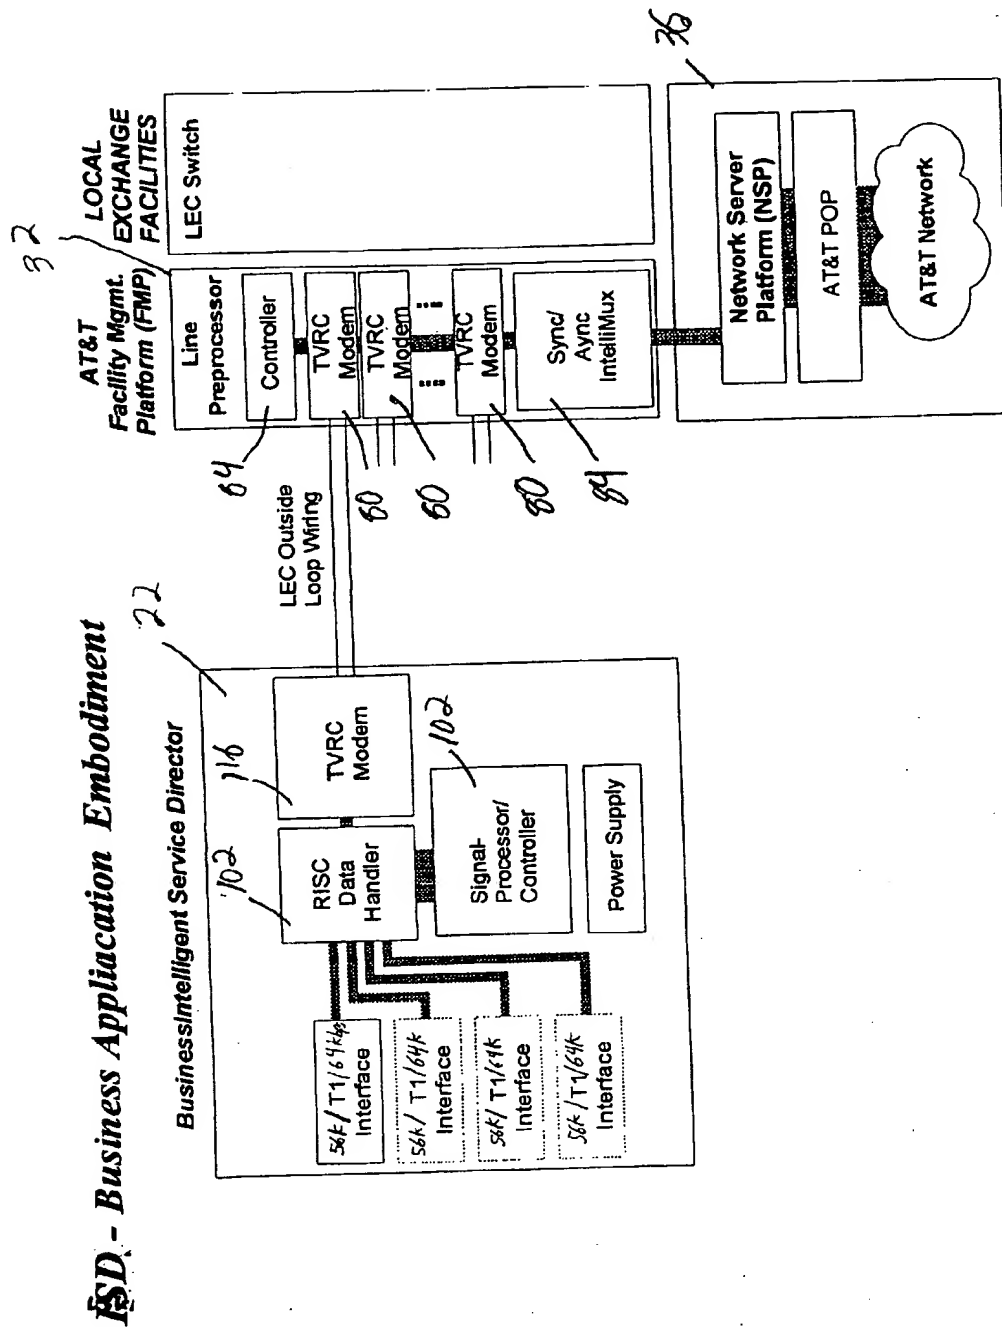 ISD - Business Appliacation Embodiment
BusinessIntelligent Service Director
22
56k/T1/64kbps
Interface
56k/T1/64k
Interface
56k/T1/64k
Interface
56k/T1/64k
Interface
102
RISC
Data
Handler
116
TVRC
Modem
102
Signal-
Processor/
Controller
Power Supply
LEC Outside
Loop Wiring
32
AT&T
Facility Mgmt.
Platform (FMP)
Line
Preprocessor
84
Controller
TVRC
Modem
80
TVRC
Modem
80
TVRC
Modem
80
Sync/
Aync
IntelliMux
84
LOCAL
EXCHANGE
FACILITIES
LEC Switch
36
Network Server
Platform (NSP)
AT&T POP
AT&T Network